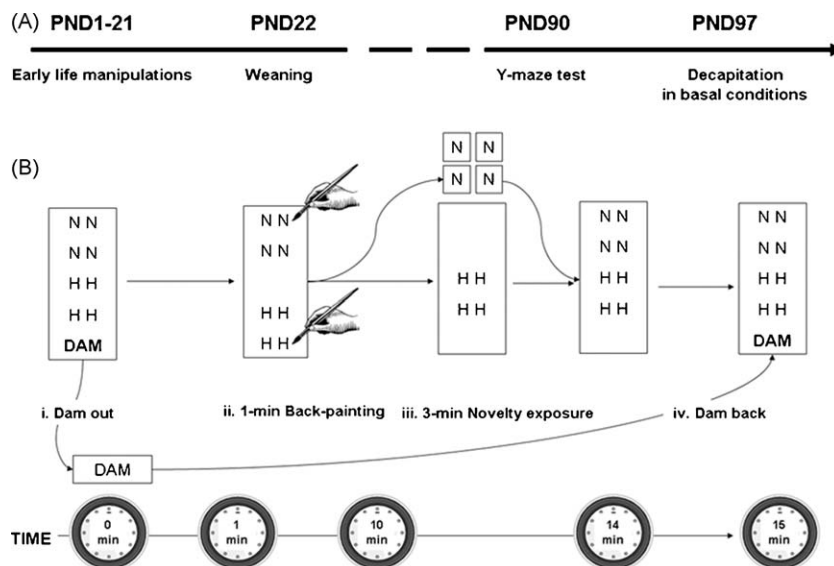 (A) PND1-21 PND22 PND90 PND97
Early life manipulations Weaning Y-maze test Decapitation
in basal conditions
(B)
N N
N N
N N
N N
H H
H H
DAM
N N
N N
H H
H H
H H
H H
N N
N N
H H
H H
N N
N N
H H
H H
DAM
i. Dam out ii. 1-min Back-painting iii. 3-min Novelty exposure iv. Dam back
DAM
TIME 0 min 1 min 10 min 14 min 15 min